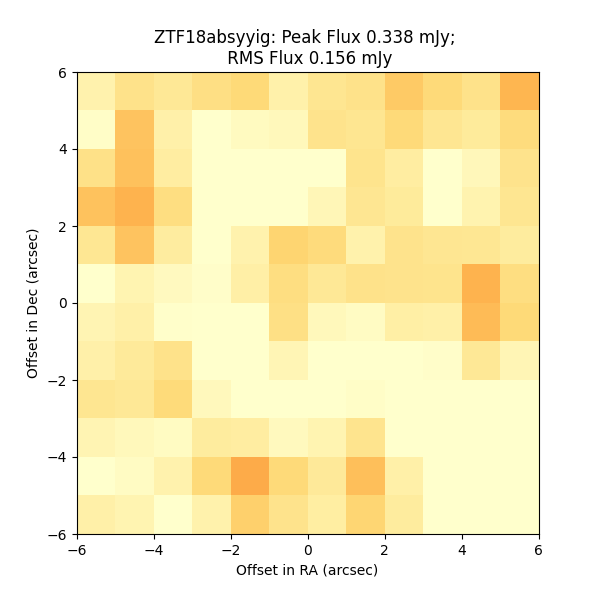 ZTF18absyyig: Peak Flux 0.338 mJy;
RMS Flux 0.156 mJy
6
4
2
0
−2
−4
−6
Offset in Dec (arcsec)
−6 −4 −2 0 2 4 6
Offset in RA (arcsec)